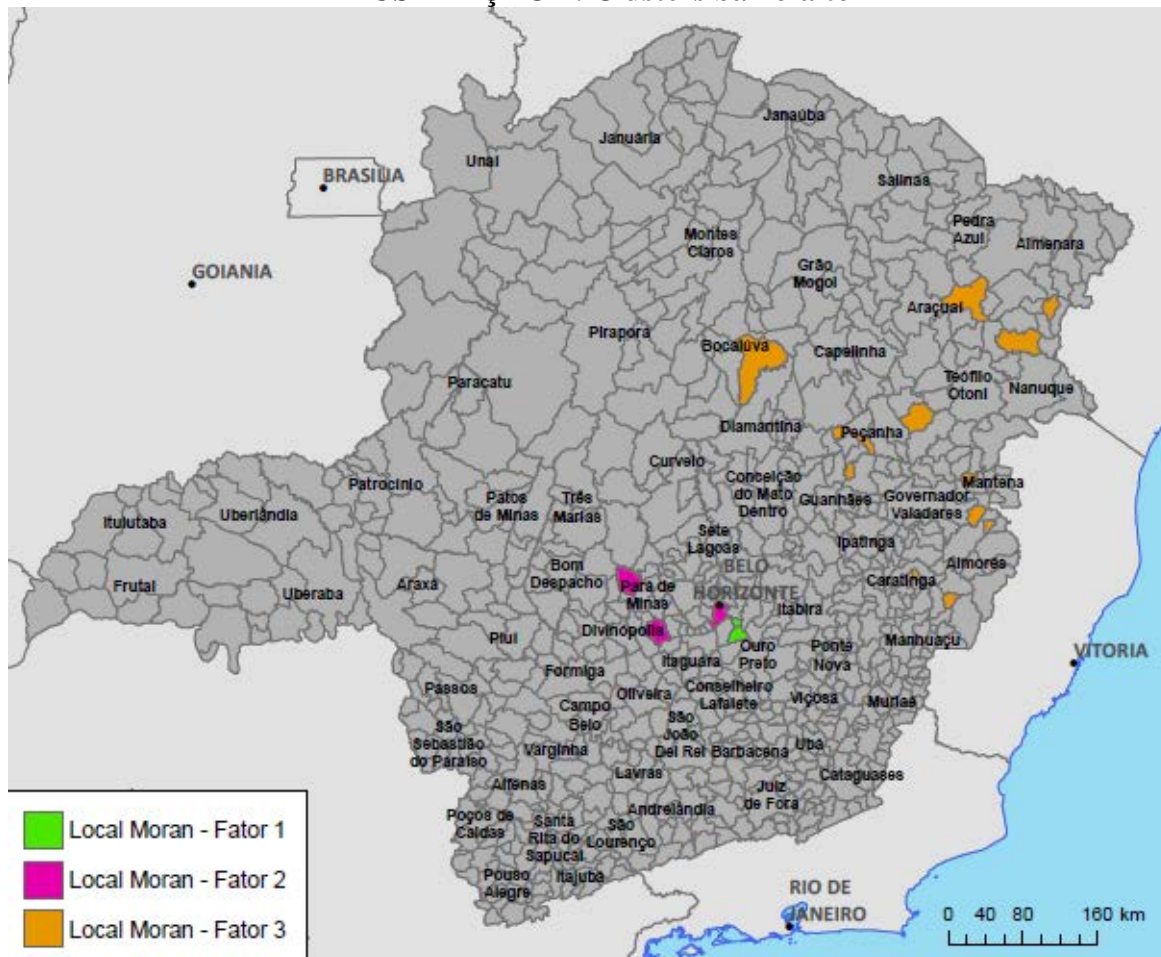 Januária
Janaúba
Unaí
BRASILIA
Salinas
Montes
Claros
Pedra
Azul
Almenara
GOIANIA
Grão
Mogol
Araçuaí
Pirapora
Bocaiúva
Capelinha
Paracatu
Teófilo
Otoni
Nanuque
Diamantina
Peçanha
Curvelo
Patrocínio
Patos
de Minas
Três
Marias
Conceição
do Mato
Dentro
Guanhães
Governador
Valadares
Mantena
Ituiutaba
Uberlândia
Sete
Lagoas
Ipatinga
Frutal
Uberaba
Araxá
Bom
Despacho
Pará de
Minas
BELO
HORIZONTE
Itabira
Caratinga
Aimorés
Piuí
Divinópolis
Itaguara
Ouro
Preto
Ponte
Nova
Manhuaçu
VITORIA
Formiga
Passos
Oliveira
Conselheiro
Lafaiete
Viçosa
Muriaé
Campo
Belo
São
Sebastião
do Paraíso
Varginha
São
João
Del Rei
Barbacena
Ubá
Alfenas
Lavras
Juiz
de Fora
Cataguases
Andrelândia
Poços de
Caldas
Santa
Rita do
Sapucaí
São
Lourenço
Pouso
Alegre
Itajubá
RIO DE
JANEIRO
Local Moran - Fator 1
Local Moran - Fator 2
Local Moran - Fator 3
0 40 80 160 km